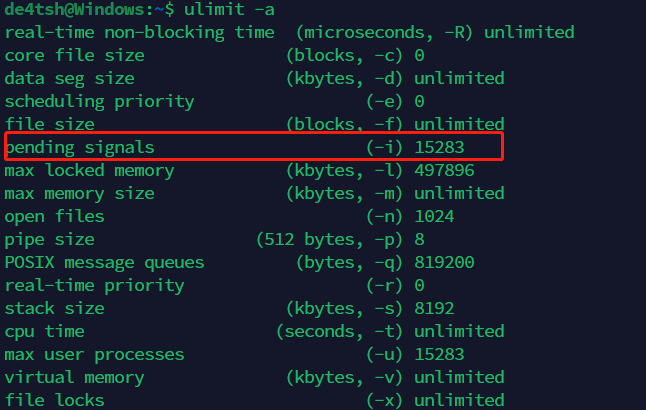 de4tsh@Windows:~$ ulimit -a
real-time non-blocking time  (microseconds, -R) unlimited
core file size              (blocks, -c) 0
data seg size               (kbytes, -d) unlimited
scheduling priority                 (-e) 0
file size                   (blocks, -f) unlimited
pending signals                     (-i) 15283
max locked memory           (kbytes, -l) 497896
max memory size             (kbytes, -m) unlimited
open files                          (-n) 1024
pipe size                (512 bytes, -p) 8
POSIX message queues         (bytes, -q) 819200
real-time priority                  (-r) 0
stack size                  (kbytes, -s) 8192
cpu time                   (seconds, -t) unlimited
max user processes                  (-u) 15283
virtual memory              (kbytes, -v) unlimited
file locks                          (-x) unlimited